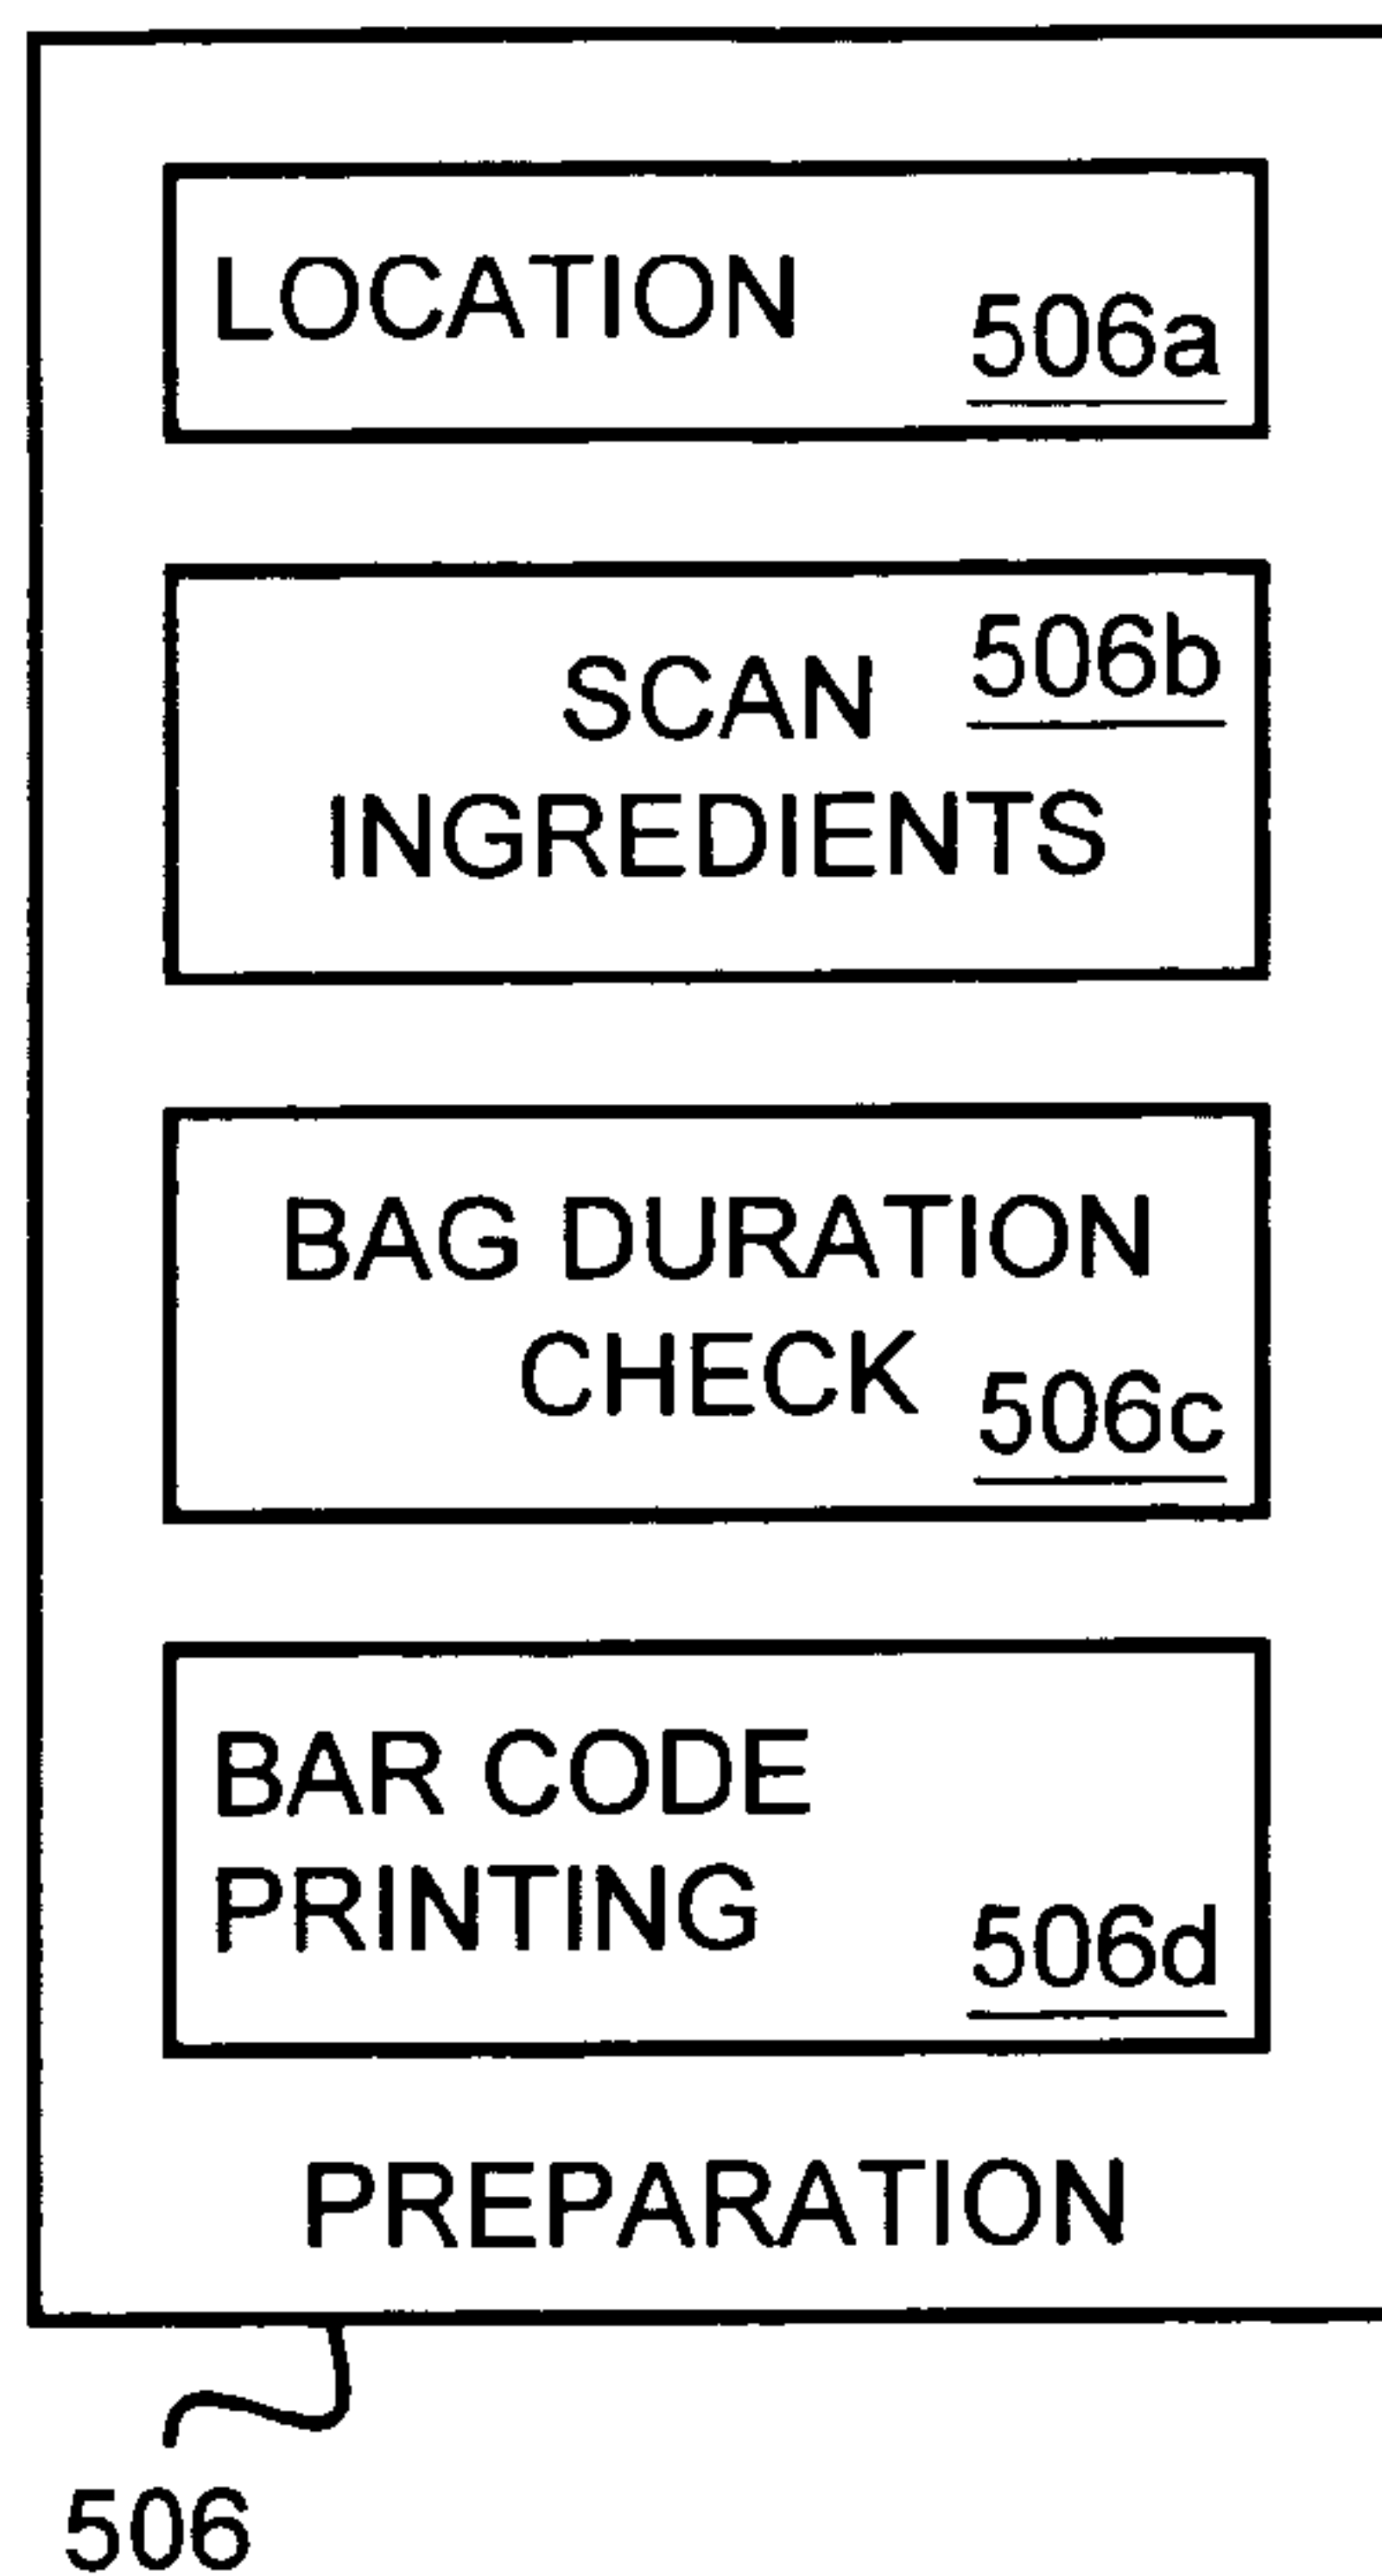 LOCATION
506a
506b
SCAN
INGREDIENTS
BAG DURATION
CHECK
506c
BAR CODE
PRINTING
506d
PREPARATION
506